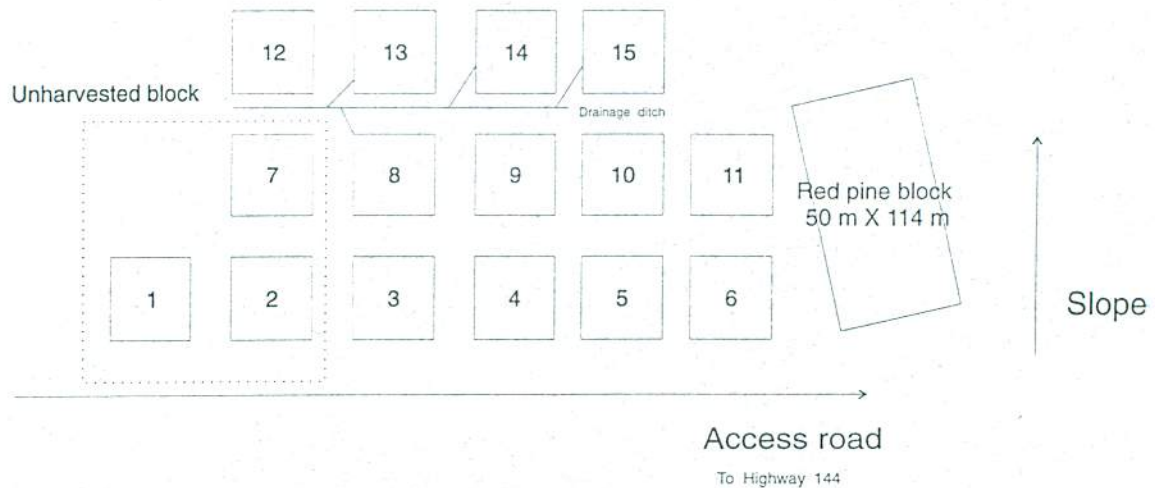 12 13 14 15
Unharvested block
Drainage ditch
7 8 9 10 11
Red pine block
50 m X 114 m
1 2 3 4 5 6
Slope
Access road
To Highway 144